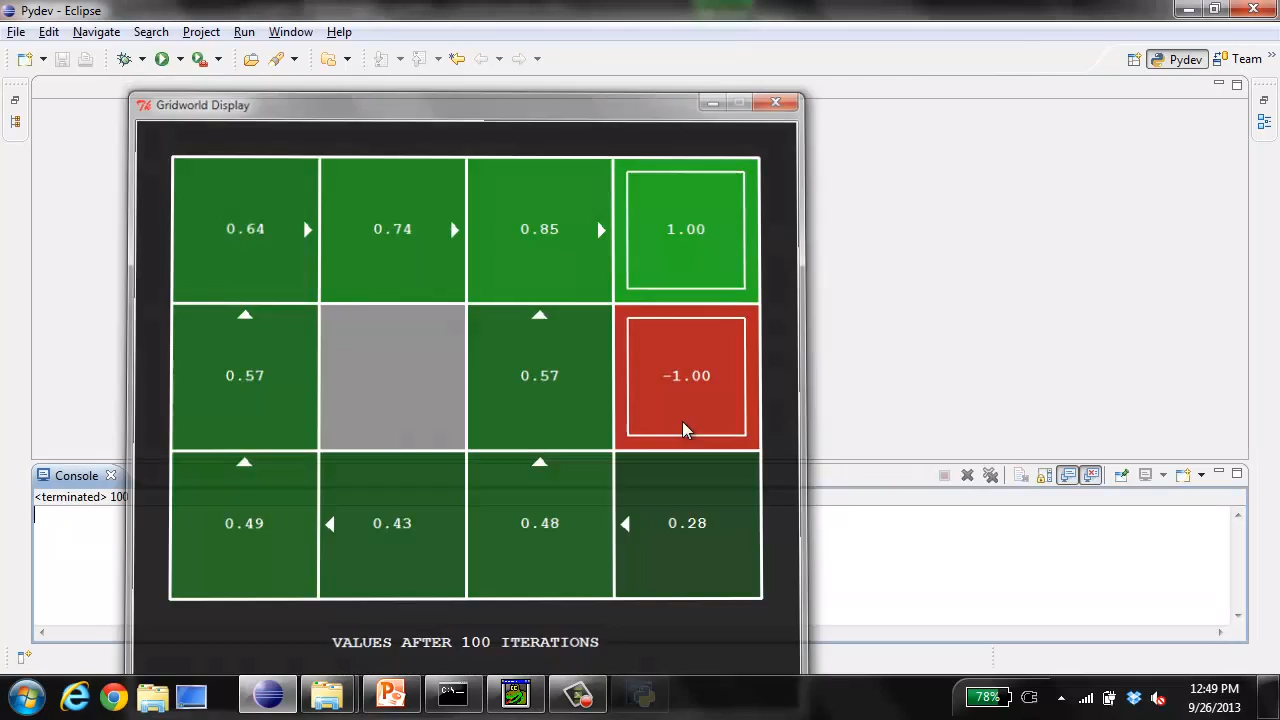 Pydev - Eclipse
File Edit Navigate Search Project Run Window Help
Pydev Team
Gridworld Display
0.64 0.74 0.85 1.00
0.57 0.57 -1.00
0.49 0.43 0.48 0.28
VALUES AFTER 100 ITERATIONS
Console
<terminated> 100
78%
12:49 PM
9/26/2013